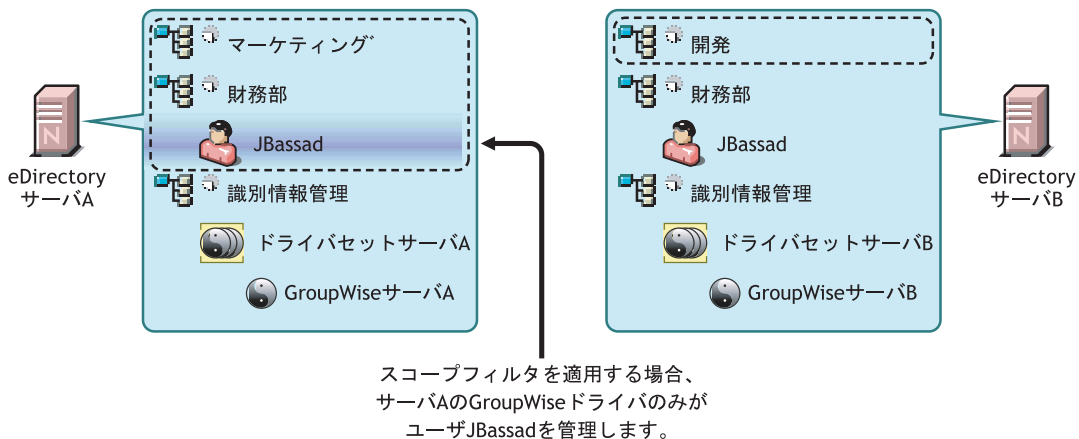 マーケティング
財務部
JBassad
識別情報管理
ドライバセットサーバA
GroupWiseサーバA
eDirectory
サーバA
開発
財務部
JBassad
識別情報管理
ドライバセットサーバB
GroupWiseサーバB
eDirectory
サーバB
スコープフィルタを適用する場合、
サーバAのGroupWiseドライバのみが
ユーザJBassadを管理します。